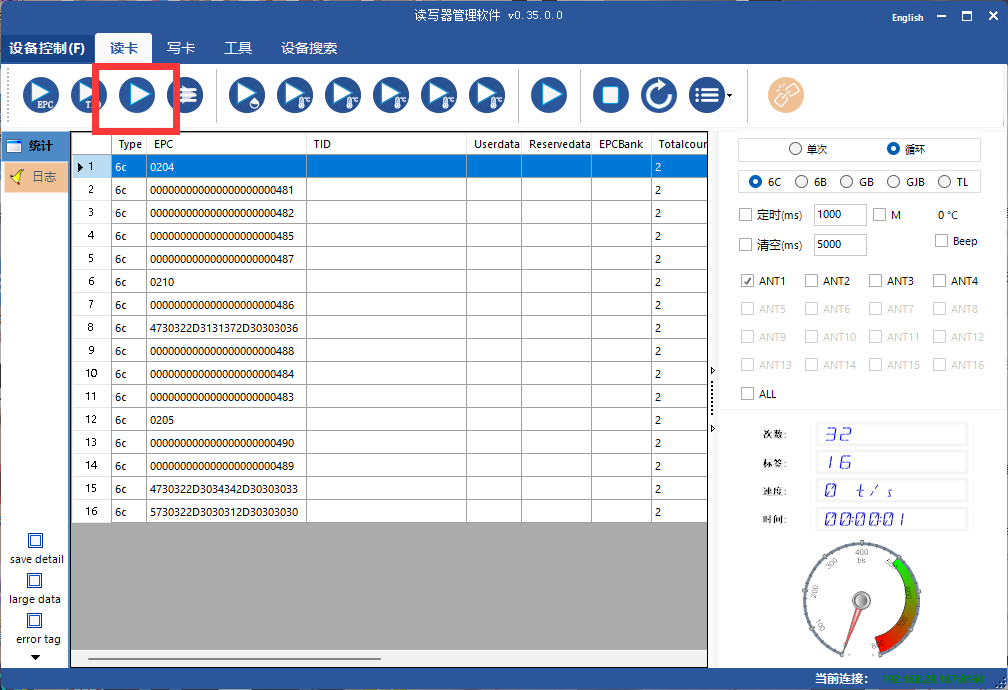 读写器管理软件 v0.35.0.0
English
设备控制(F) 读卡 写卡 工具 设备搜索
EPC
统计
日志
Type EPC TID Userdata Reservedata EPCBank Totalcour
1 6c 0204 2
2 6c 000000000000000000000481 2
3 6c 000000000000000000000482 2
4 6c 000000000000000000000485 2
5 6c 000000000000000000000487 2
6 6c 0210 2
7 6c 000000000000000000000486 2
8 6c 4730322D3131372D30303036 2
9 6c 000000000000000000000488 2
10 6c 000000000000000000000484 2
11 6c 000000000000000000000483 2
12 6c 0205 2
13 6c 000000000000000000000490 2
14 6c 000000000000000000000489 2
15 6c 4730322D3034342D30303033 2
16 6c 5730322D3030312D30303030 2
save detail
large data
error tag
单次 循环
6C 6B GB GJB TL
定时(ms) 1000 M 0 ℃
清空(ms) 5000 Beep
ANT1 ANT2 ANT3 ANT4
ANT5 ANT6 ANT7 ANT8
ANT9 ANT10 ANT11 ANT12
ANT13 ANT14 ANT15 ANT16
ALL
次数: 32
标签: 16
速度: 0 t/s
时间: 00:00:01
400
t/s
300
200
100
当前连接: